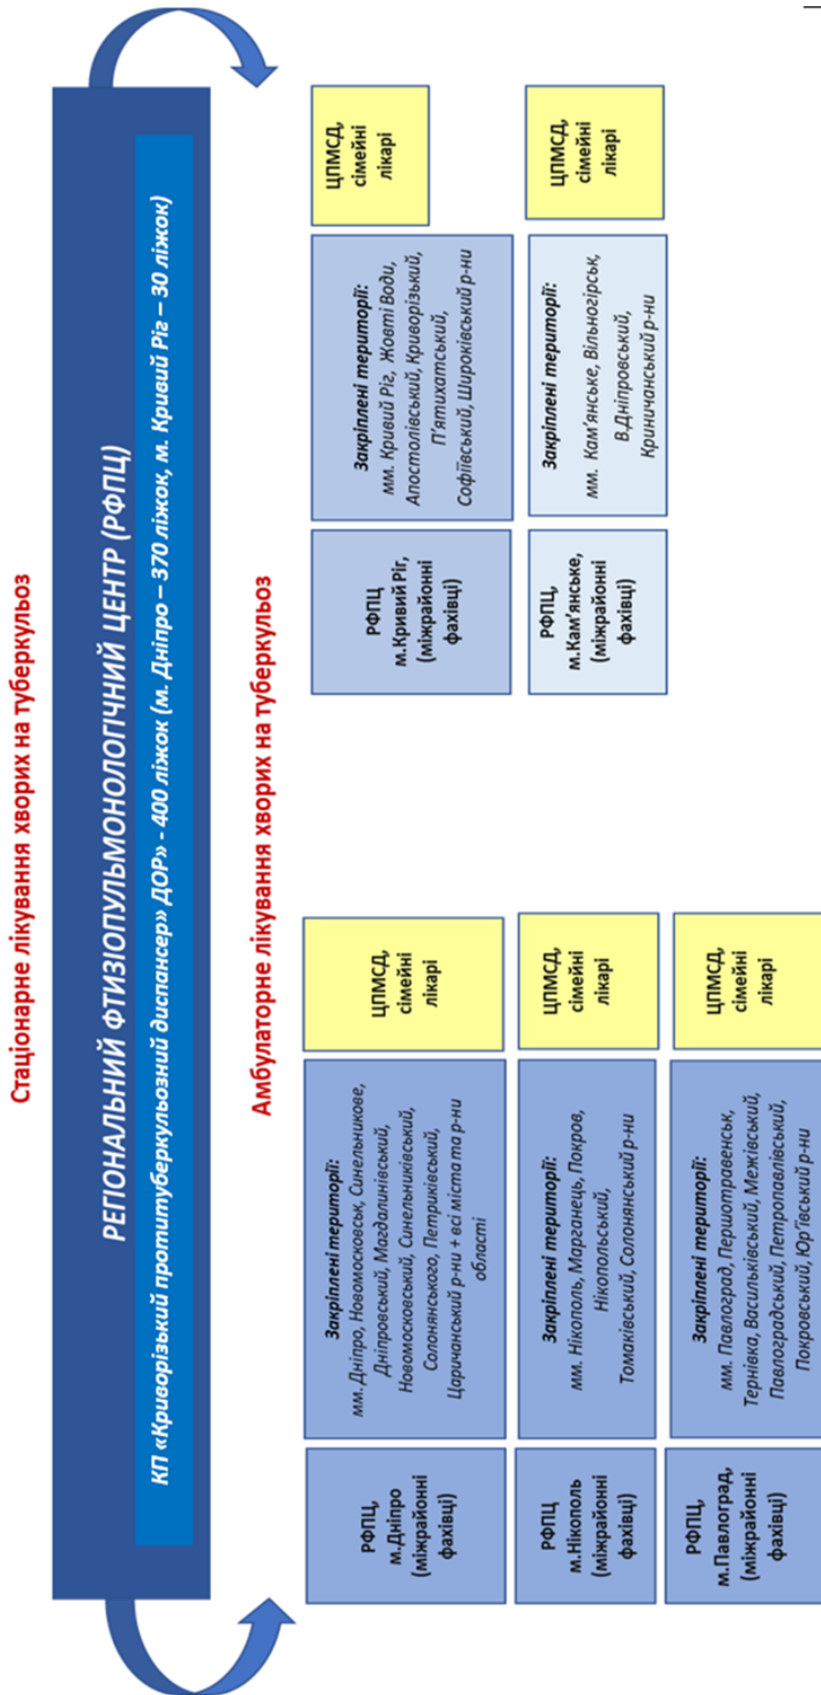 Стаціонарне лікування хворих на туберкульоз
РЕГІОНАЛЬНИЙ ФТИЗІОПУЛЬМОНОЛОГІЧНИЙ ЦЕНТР (РФПЦ)
КП «Криворізький протитуберкульозний диспансер» ДОР» - 400 ліжок (м. Дніпро – 370 ліжок, м. Кривий Ріг – 30 ліжок)
Амбулаторне лікування хворих на туберкульоз
РФПЦ,
м.Дніпро
(міжрайонні
фахівці)
Закріплені території:
мм. Дніпро, Новомосковськ, Синельникове,
Дніпровський, Магдалинівський,
Новомосковський, Синельниківський,
Солонянського, Петриківський,
Царичанський р-ни + всі міста та р-ни
області
ЦПМСД,
сімейні
лікарі
РФПЦ
м.Нікополь
(міжрайонні
фахівці)
Закріплені території:
мм. Нікополь, Марганець, Покров,
Нікопольський,
Томаківський, Солонянський р-ни
ЦПМСД,
сімейні
лікарі
РФПЦ,
м.Павлоград,
(міжрайонні
фахівці)
Закріплені території:
мм. Павлоград, Першотравенськ,
Тернівка, Васильківський, Межівський,
Павлоградський, Петропавлівський,
Покровський, Юр'ївський р-ни
ЦПМСД,
сімейні
лікарі
РФПЦ
м.Кривий Ріг,
(міжрайонні
фахівці)
Закріплені території:
мм. Кривий Ріг, Жовті Води,
Апостолівський, Криворізький,
П'ятихатський,
Софіївський, Широківський р-ни
ЦПМСД,
сімейні
лікарі
РФПЦ,
м.Кам'янське,
(міжрайонні
фахівці)
Закріплені території:
мм. Кам'янське, Вільногірськ,
В.Дніпровський,
Криничанський р-ни
ЦПМСД,
сімейні
лікарі